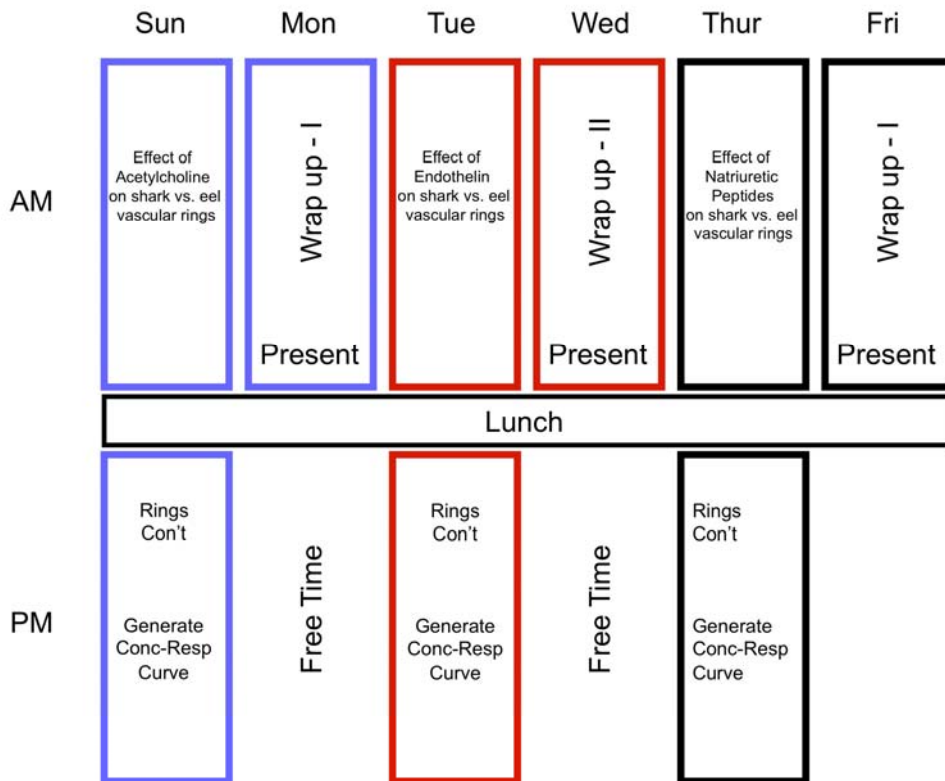 Sun Mon Tue Wed Thur Fri
AM
Effect of
Acetylcholine
on shark vs. eel
vascular rings
Wrap up - I
Present
Effect of
Endothelin
on shark vs. eel
vascular rings
Wrap up - II
Present
Effect of
Natriuretic
Peptides
on shark vs. eel
vascular rings
Wrap up - I
Present
Lunch
PM
Rings
Con't
Generate
Conc-Resp
Curve
Free Time
Rings
Con't
Generate
Conc-Resp
Curve
Free Time
Rings
Con't
Generate
Conc-Resp
Curve